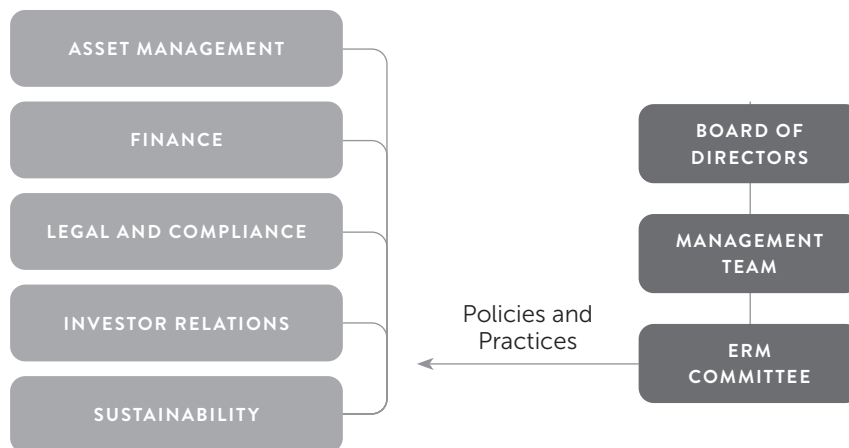 ASSET MANAGEMENT
FINANCE
LEGAL AND COMPLIANCE
INVESTOR RELATIONS
SUSTAINABILITY
Policies and
Practices
BOARD OF
DIRECTORS
MANAGEMENT
TEAM
ERM
COMMITTEE